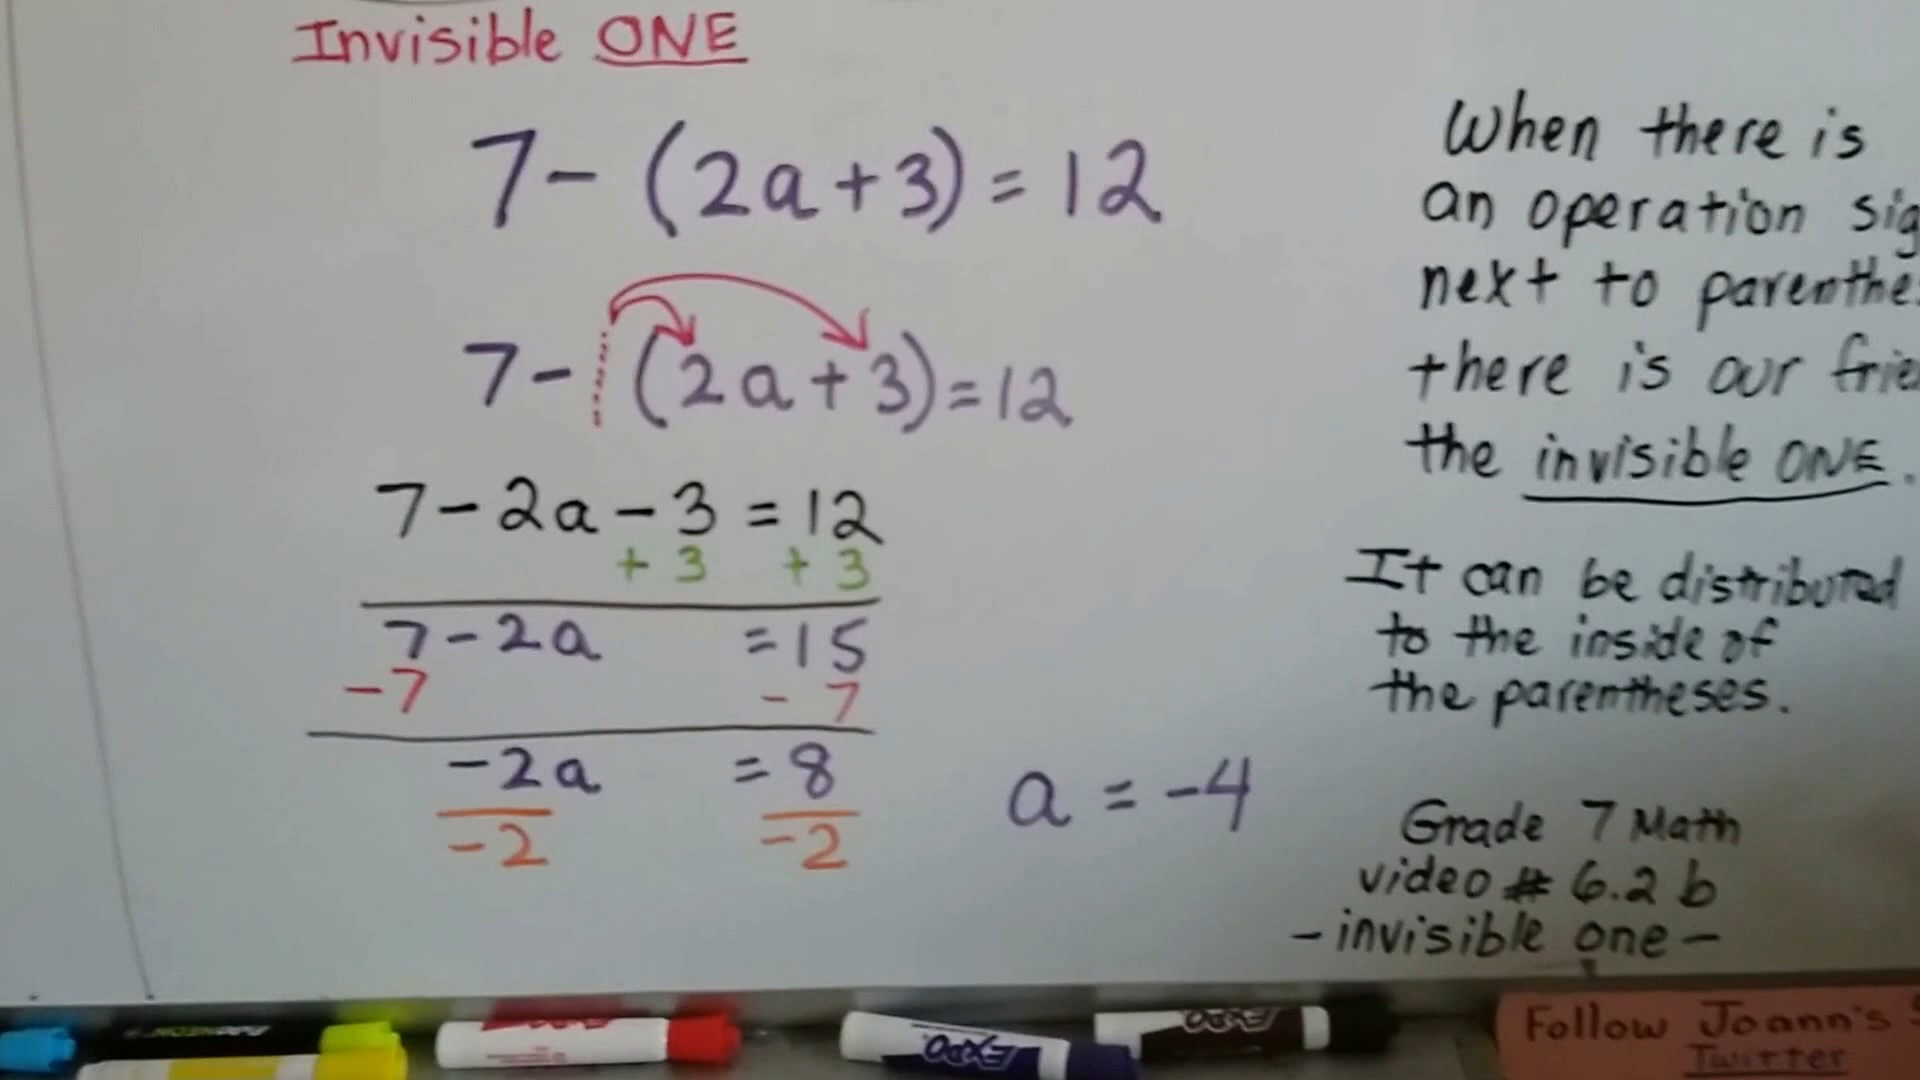 Invisible ONE
7 - (2a + 3) = 12
7 - (2a + 3) = 12
7 - 2a - 3 = 12
+ 3 + 3
7 - 2a = 15
-7 - 7
-2a = 8
-2 -2
a = -4
When there is
an operation sig
next to parenthe
there is our frie
the invisible ONE.
It can be distributed
to the inside of
the parentheses.
Grade 7 Math
video # 6.2 b
- invisible one -
EXPO
EXPO
Follow Joann's
Twitter